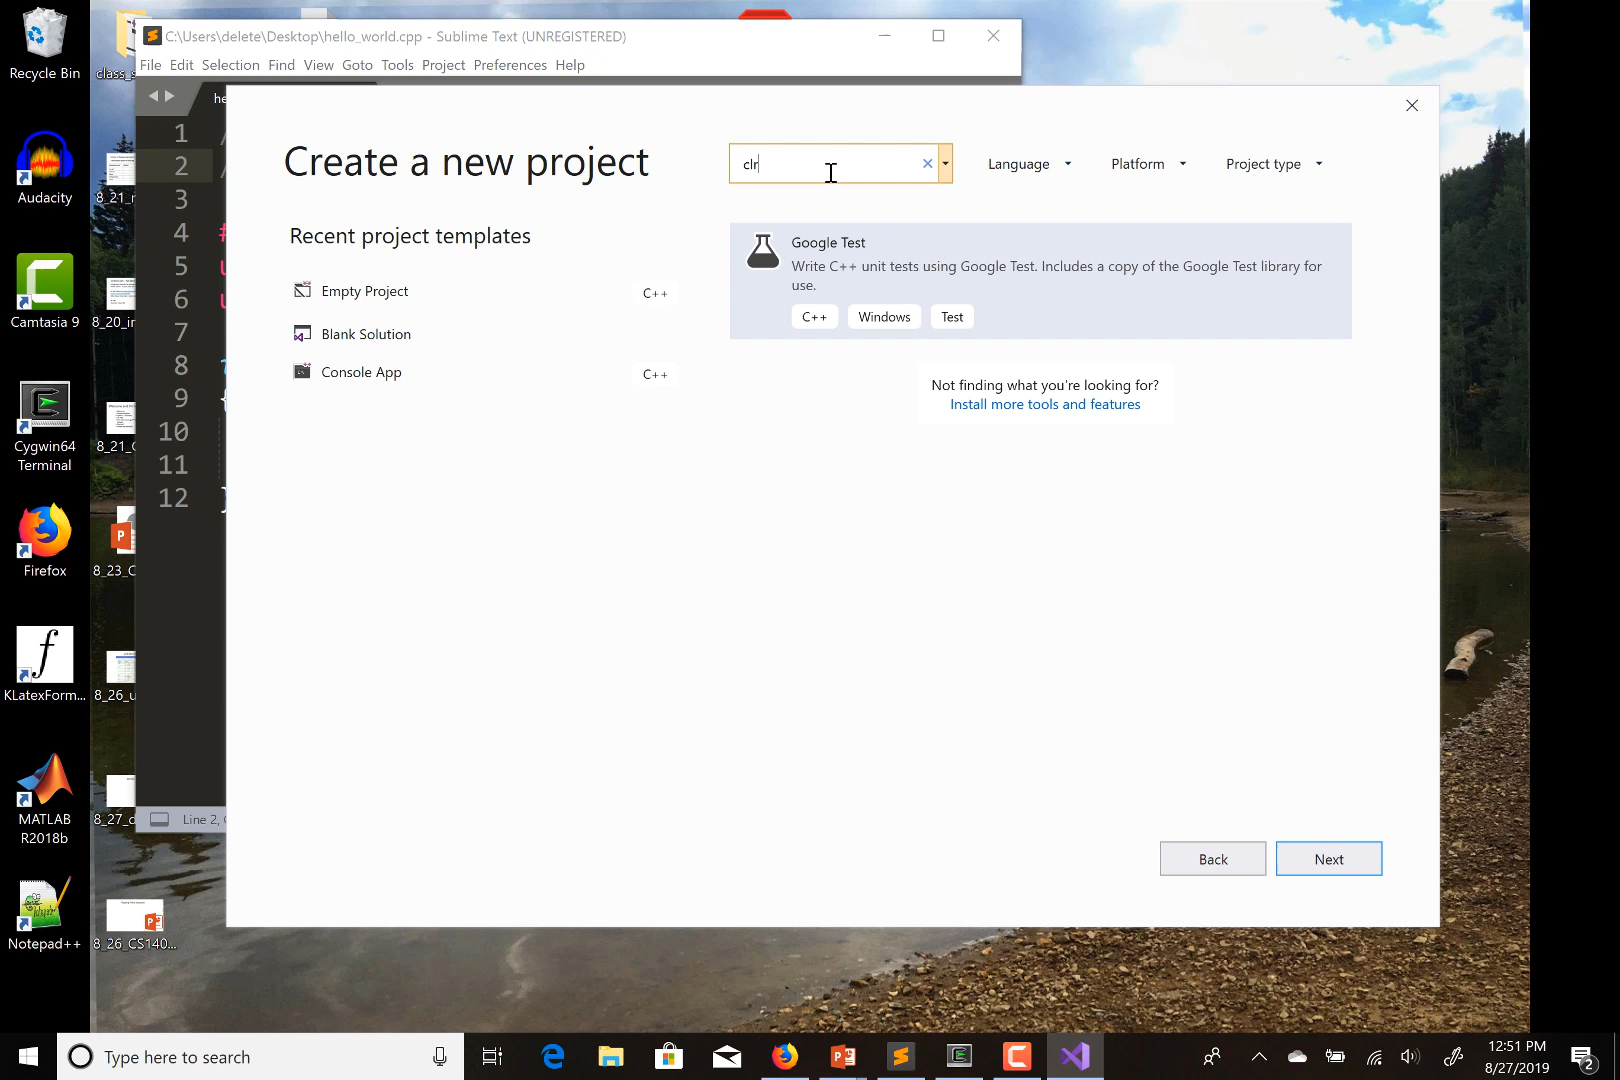 Recycle Bin
Audacity
Camtasia 9
Cygwin64
Terminal
Firefox
KLatexForm...
MATLAB
R2018b
Notepad++
8_26_CS140...
C:\Users\delete\Desktop\hello_world.cpp - Sublime Text (UNREGISTERED)
File Edit Selection Find View Goto Tools Project Preferences Help
1
2
3
4
5
6
7
8
9
10
11
12
Line 2,
Create a new project
clr
Language
Platform
Project type
Recent project templates
Empty Project C++
Blank Solution
Console App C++
Google Test
Write C++ unit tests using Google Test. Includes a copy of the Google Test library for
use.
C++ Windows Test
Not finding what you're looking for?
Install more tools and features
Back
Next
Type here to search
12:51 PM
8/27/2019
2